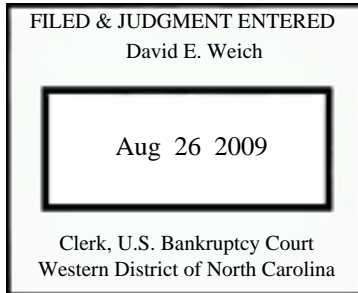 FILED & JUDGMENT ENTERED
David E. Weich
Aug 26 2009
Clerk, U.S. Bankruptcy Court
Western District of North Carolina